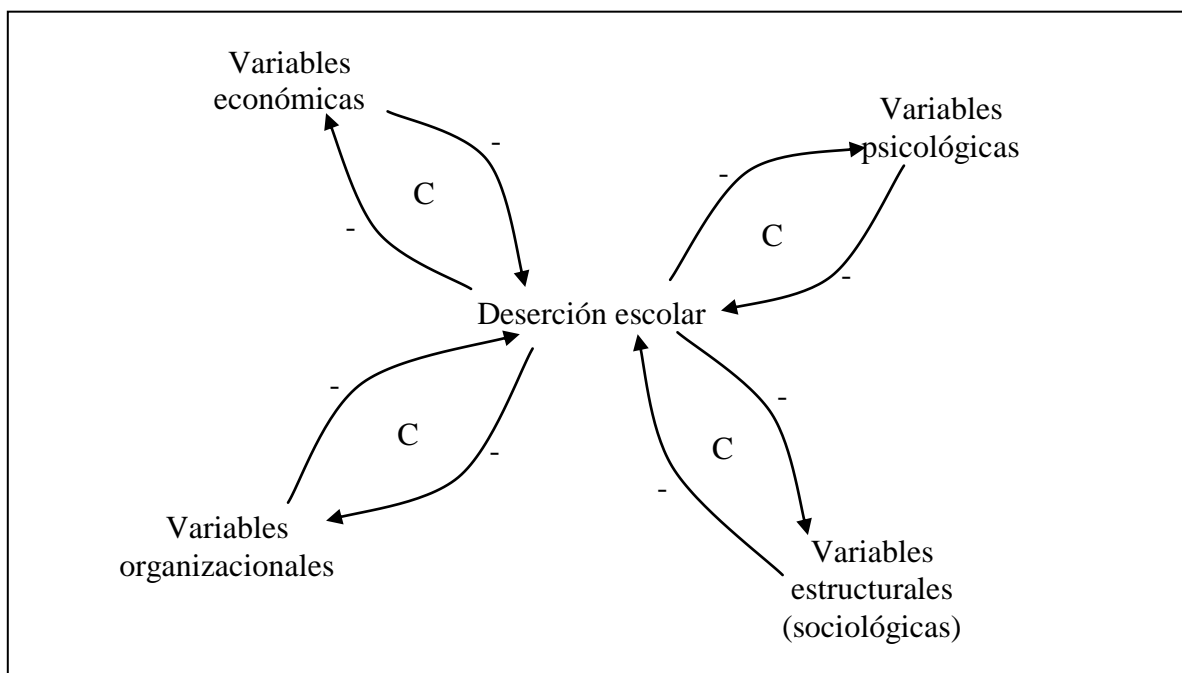 Variables
económicas
Variables
psicológicas
-
-
C
C
-
-
Deserción escolar
-
-
C
C
-
-
Variables
organizacionales
Variables
estructurales
(sociológicas)